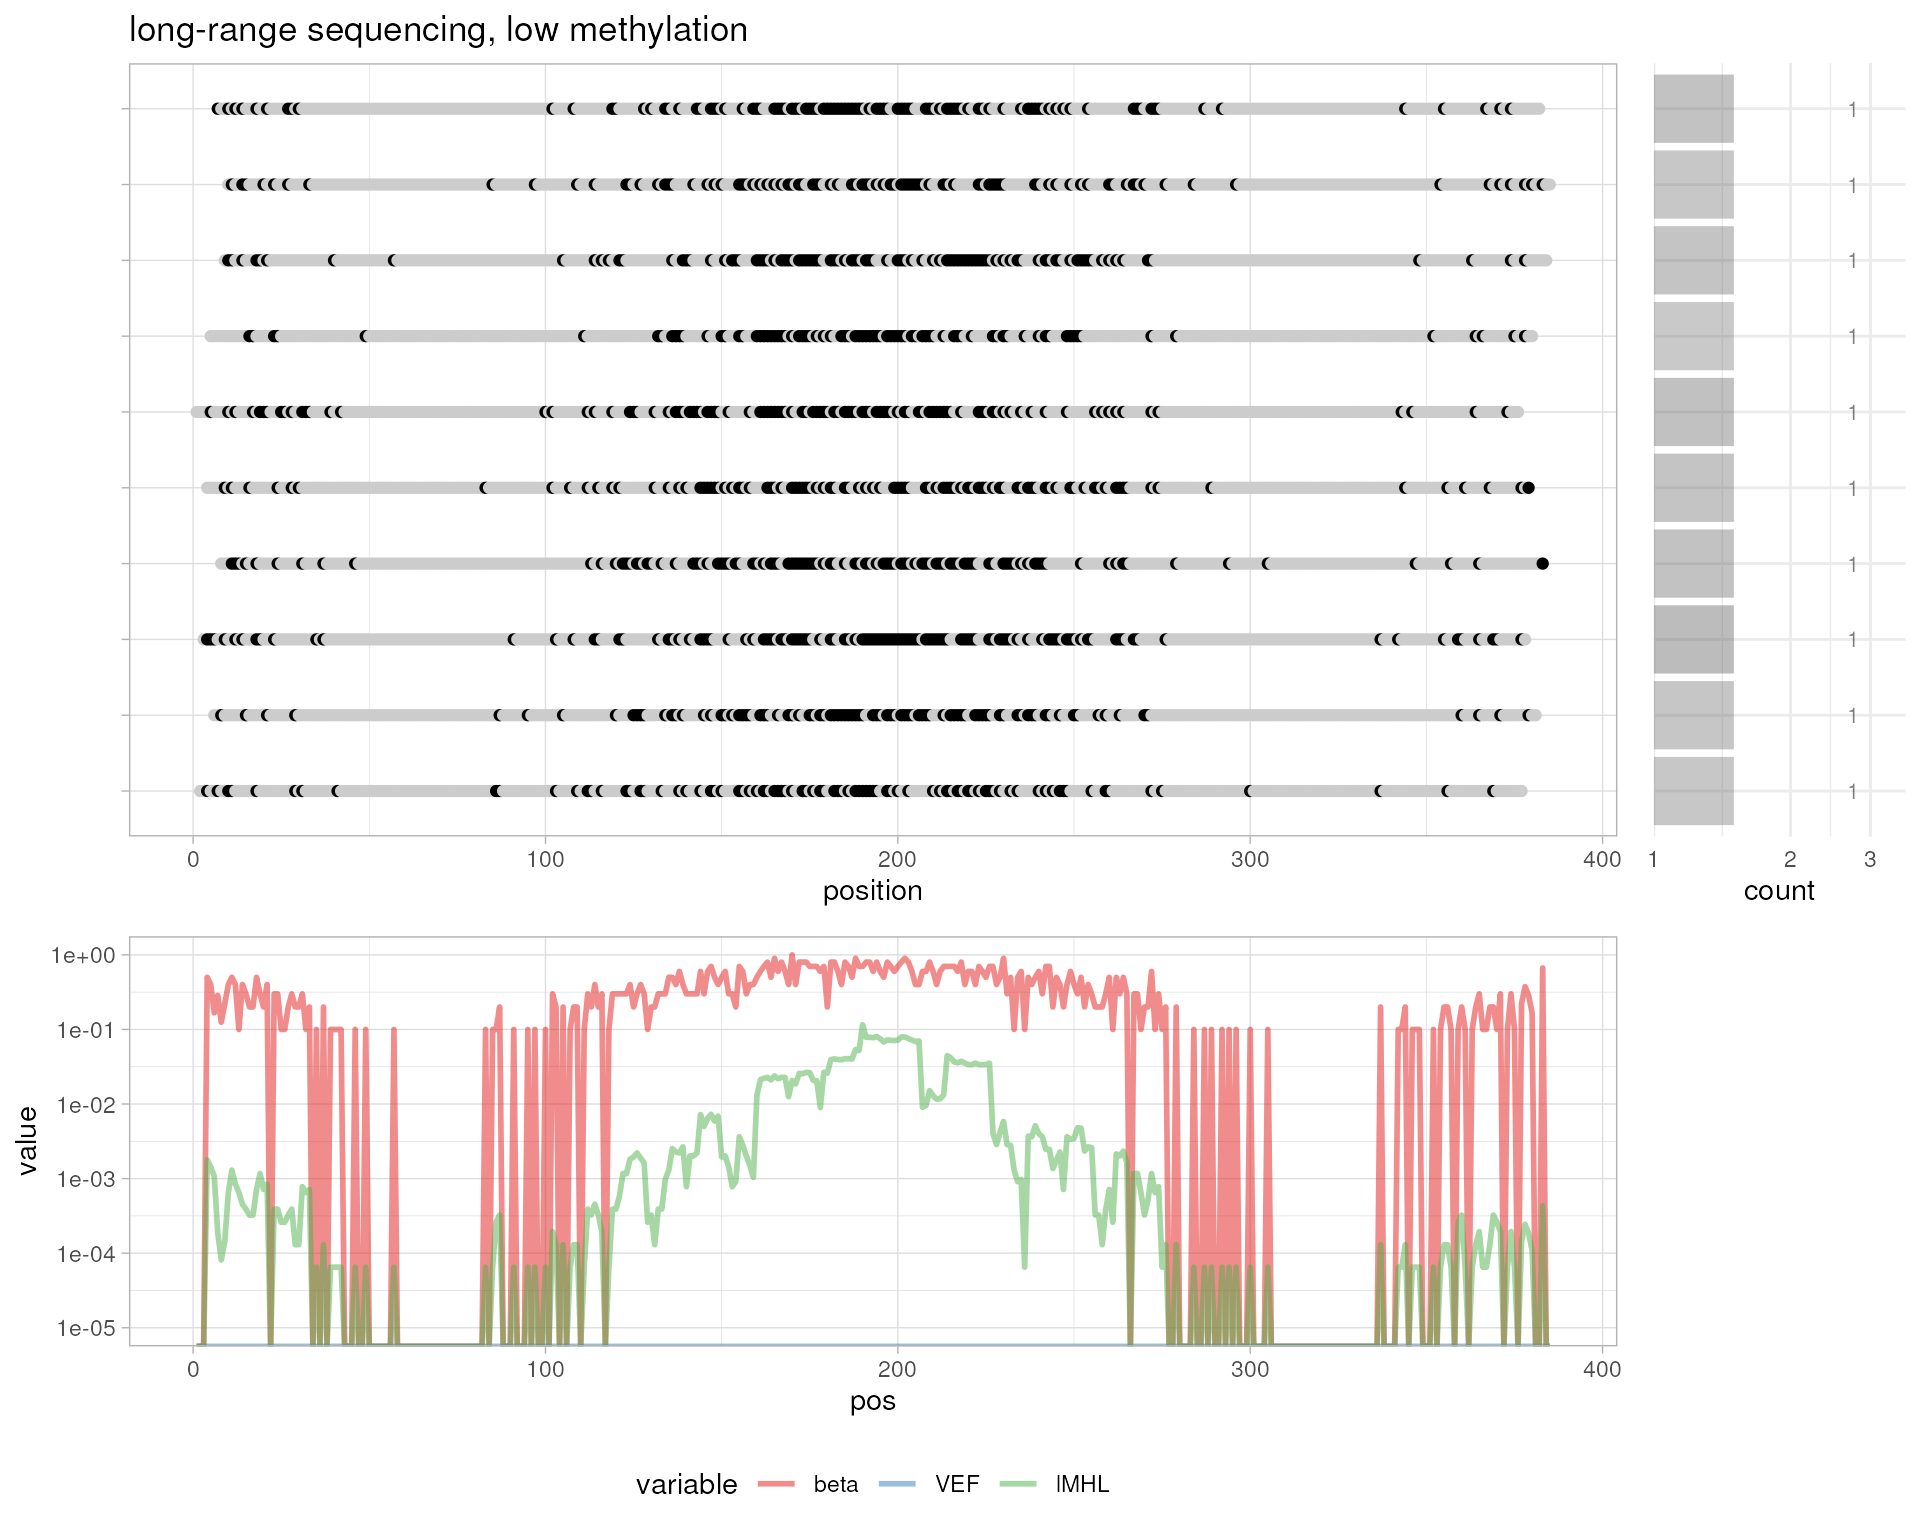 long-range sequencing, low methylation
1
1
1
1
1
1
1
1
1
1
0 100 200 300 400 1 2 3
position count
1e+00
1e-01
1e-02
value
1e-03
1e-04
1e-05
0 100 200 300 400
pos
variable beta VEF lMHL